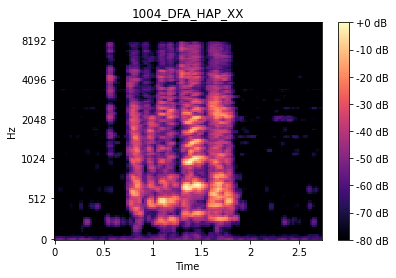 1004_DFA_HAP_XX
+0 dB
8192
-10 dB
4096
-20 dB
-30 dB
2048
-40 dB
Hz
1024
-50 dB
-60 dB
512
-70 dB
0
-80 dB
0 0.5 1 1.5 2 2.5
Time